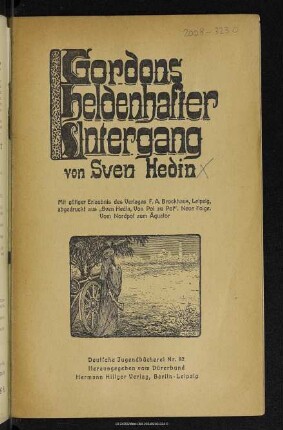 2008 - 3230
Gordons
heldenhafter
Untergang
von Sven Hedin
Mit gütiger Erlaubnis des Verlages F. A. Brockhaus, Leipzig,
abgedruckt aus „Sven Hedin, Von Pol zu Pol“. Neue Folge.
Vom Nordpol zum Äquator
Deutsche Jugendbücherei Nr.
Herausgegeben vom Dürerbund
Hermann Hillger Verlag, Berlin-Leipzig